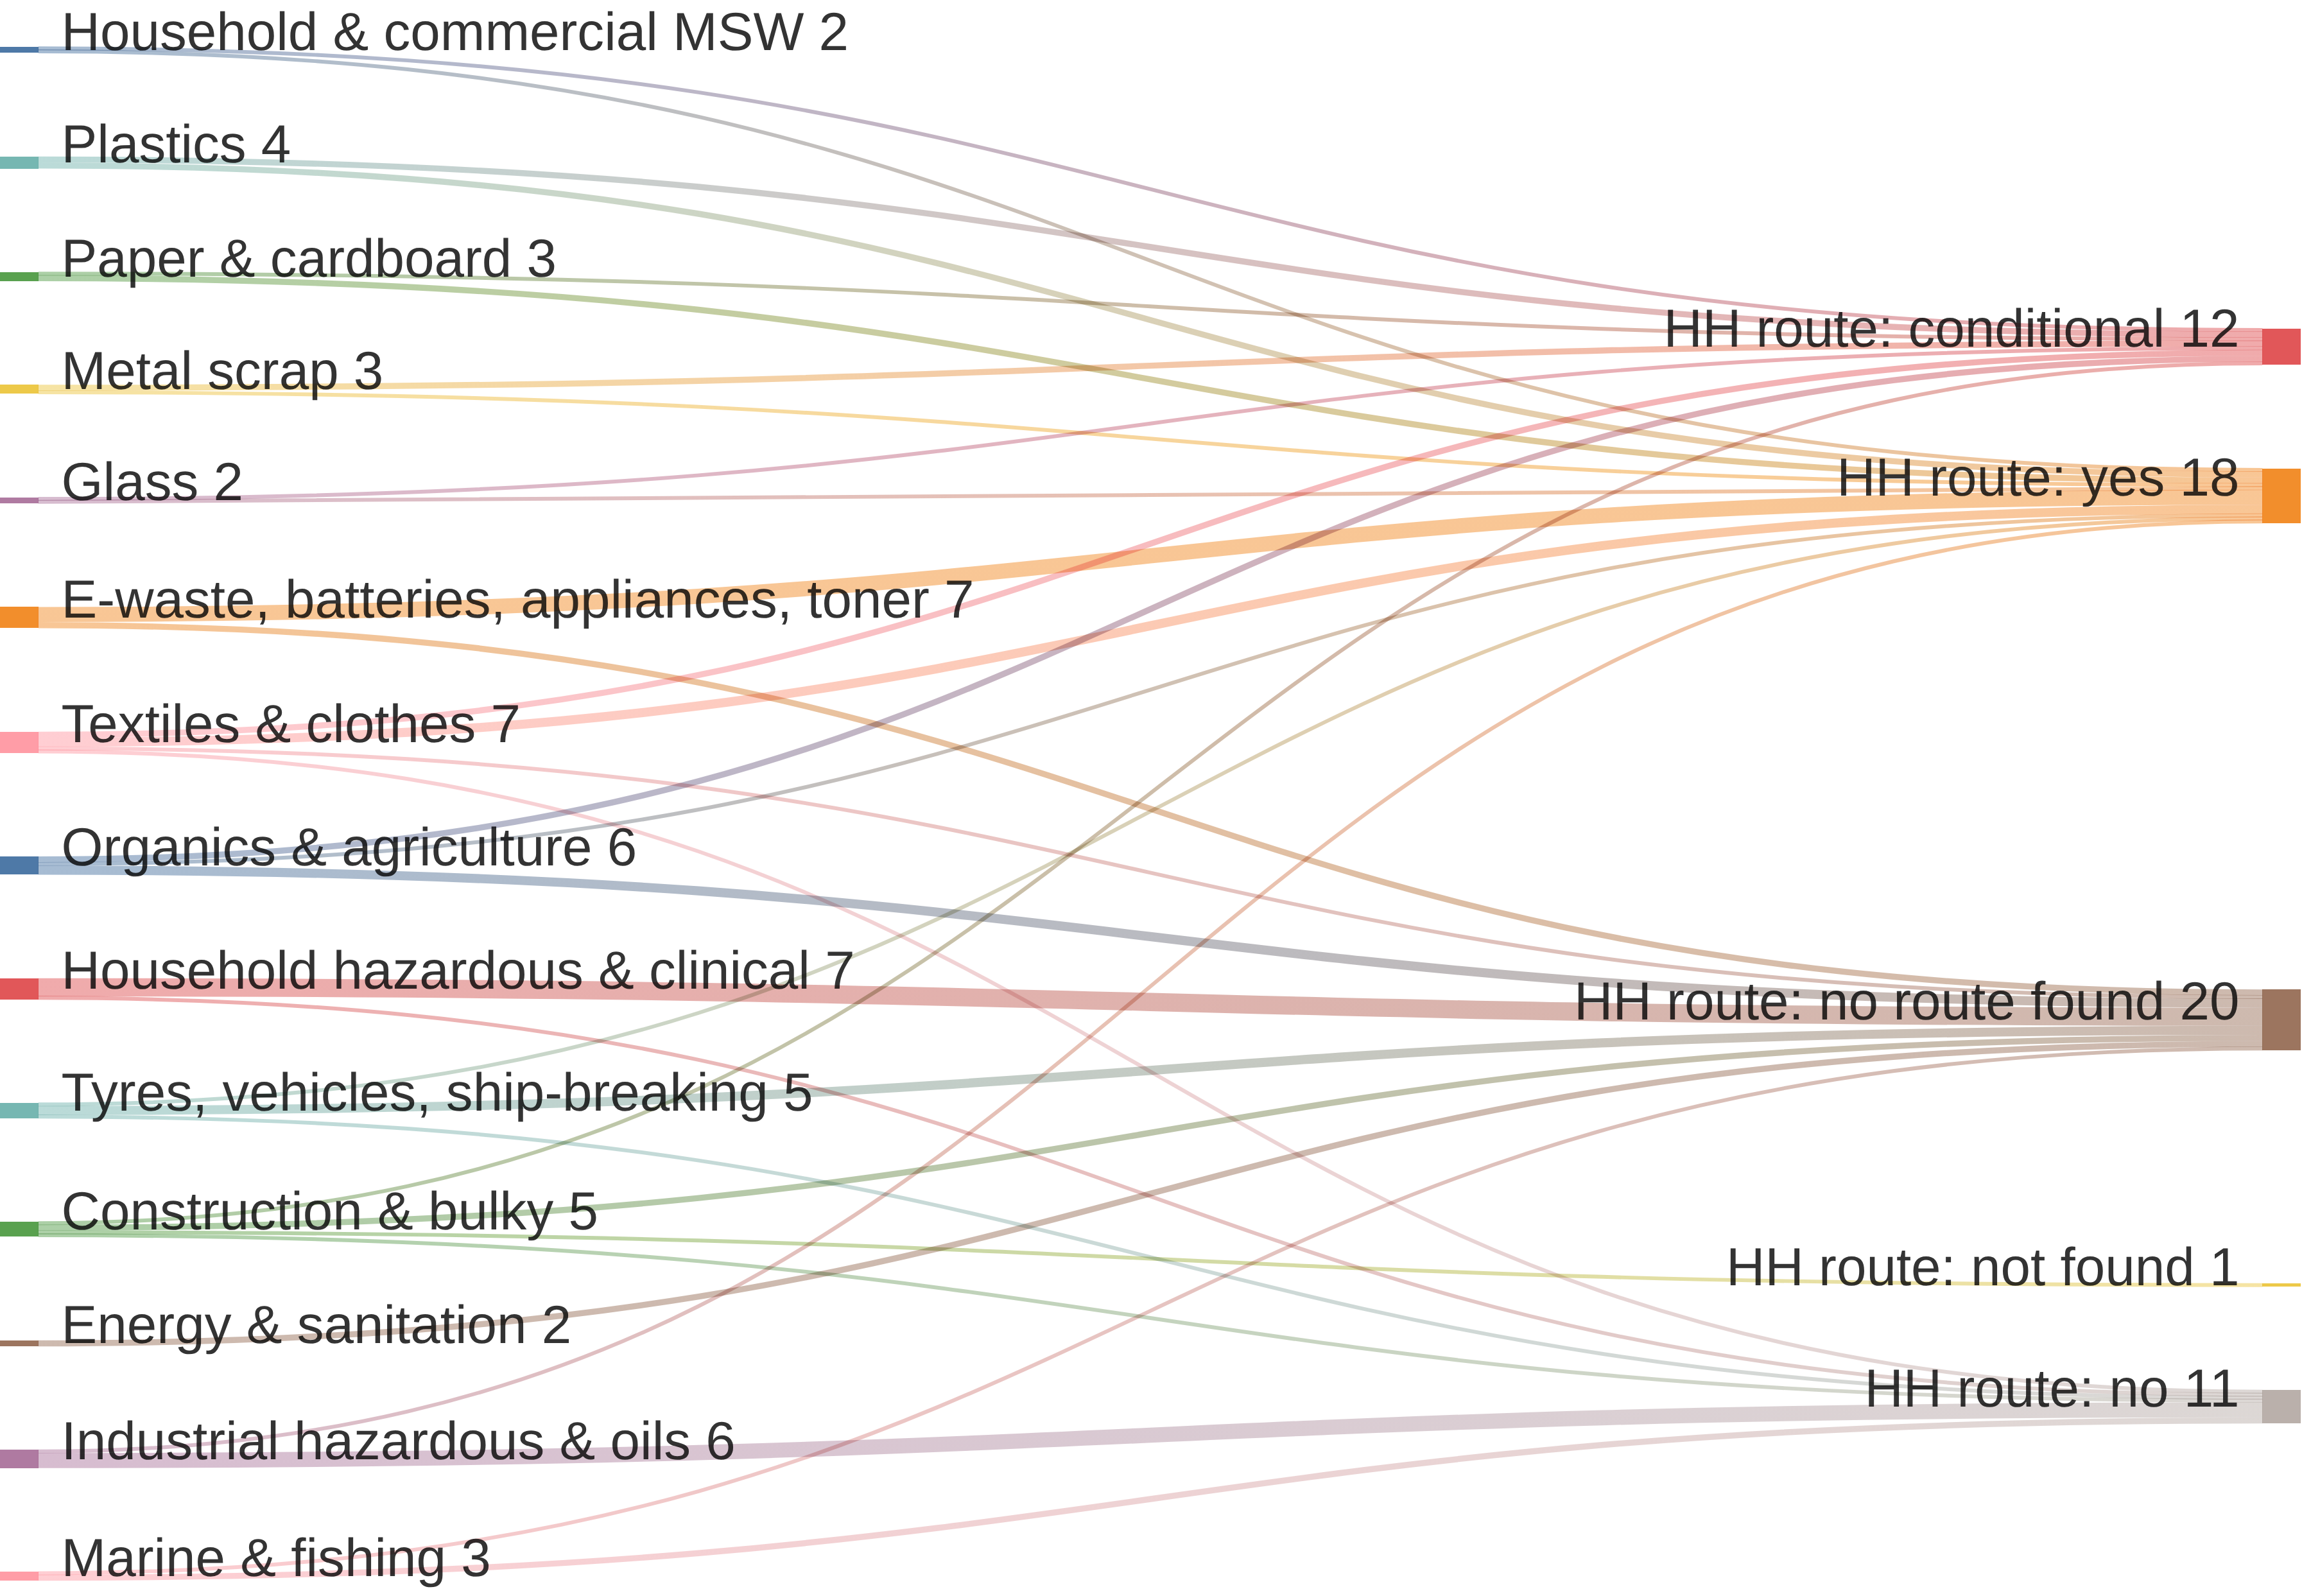 Household & commercial MSW 2
Plastics 4
Paper & cardboard 3
Metal scrap 3
Glass 2
E-waste, batteries, appliances, toner 7
Textiles & clothes 7
Organics & agriculture 6
Household hazardous & clinical 7
Tyres, vehicles, ship-breaking 5
Construction & bulky 5
Energy & sanitation 2
Industrial hazardous & oils 6
Marine & fishing 3
HH route: conditional 12
HH route: yes 18
HH route: no route found 20
HH route: not found 1
HH route: no 11